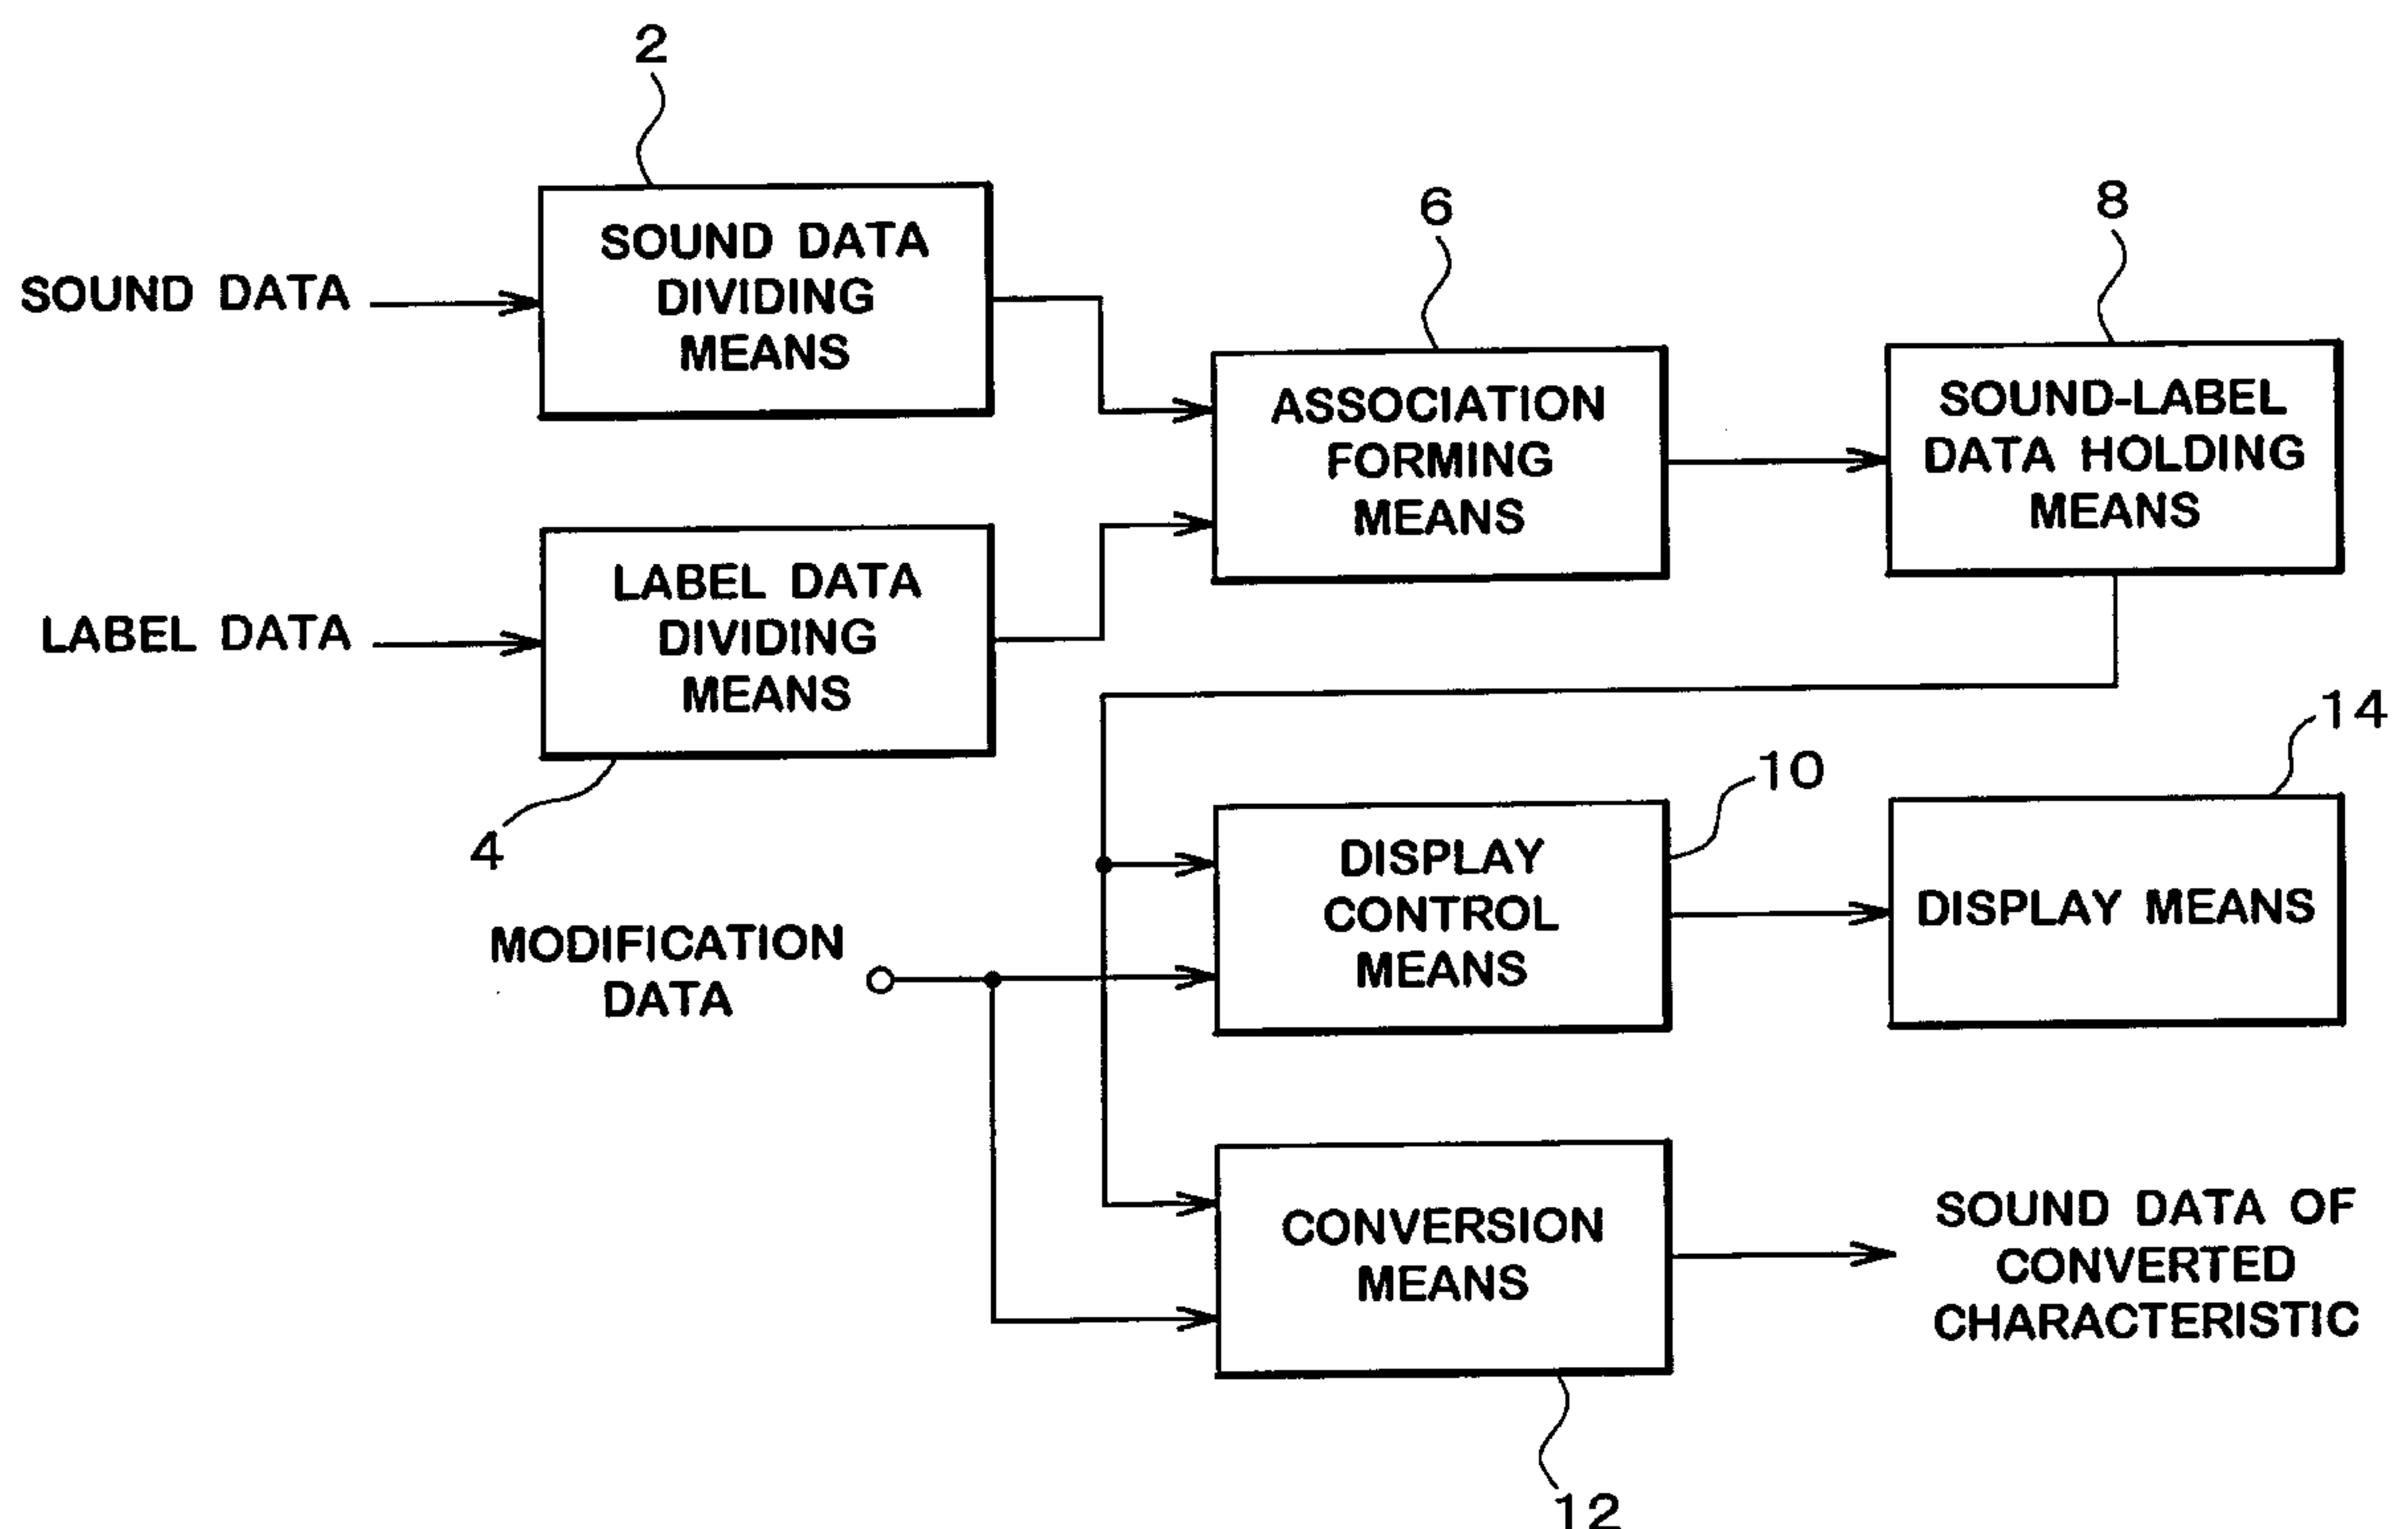 2
SOUND DATA
SOUND DATA
DIVIDING
MEANS
6
ASSOCIATION
FORMING
MEANS
8
SOUND-LABEL
DATA HOLDING
MEANS
LABEL DATA
LABEL DATA
DIVIDING
MEANS
4
MODIFICATION
DATA
10
DISPLAY
CONTROL
MEANS
14
DISPLAY MEANS
CONVERSION
MEANS
12
SOUND DATA OF
CONVERTED
CHARACTERISTIC